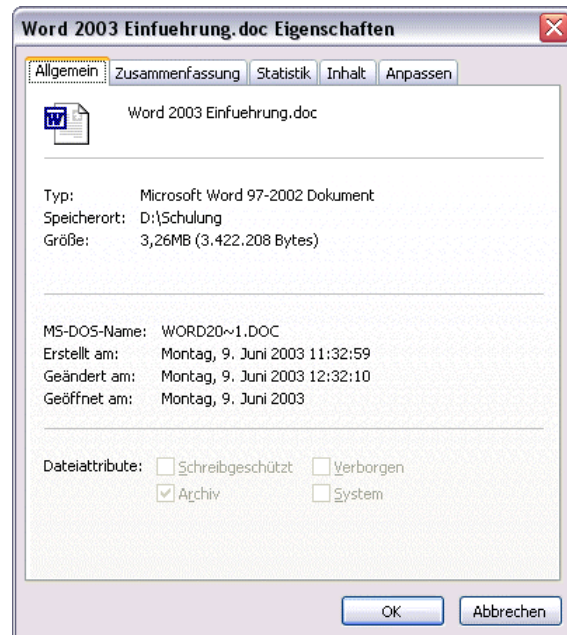 Word 2003 Einfuehrung.doc Eigenschaften
Allgemein Zusammenfassung Statistik Inhalt Anpassen
Word 2003 Einfuehrung.doc
Typ: Microsoft Word 97-2002 Dokument
Speicherort: D:\Schulung
Größe: 3,26MB (3.422.208 Bytes)
MS-DOS-Name: WORD20~1.DOC
Erstellt am: Montag, 9. Juni 2003 11:32:59
Geändert am: Montag, 9. Juni 2003 12:32:10
Geöffnet am: Montag, 9. Juni 2003
Dateiattribute: Schreibgeschützt Verborgen
Archiv System
OK Abbrechen